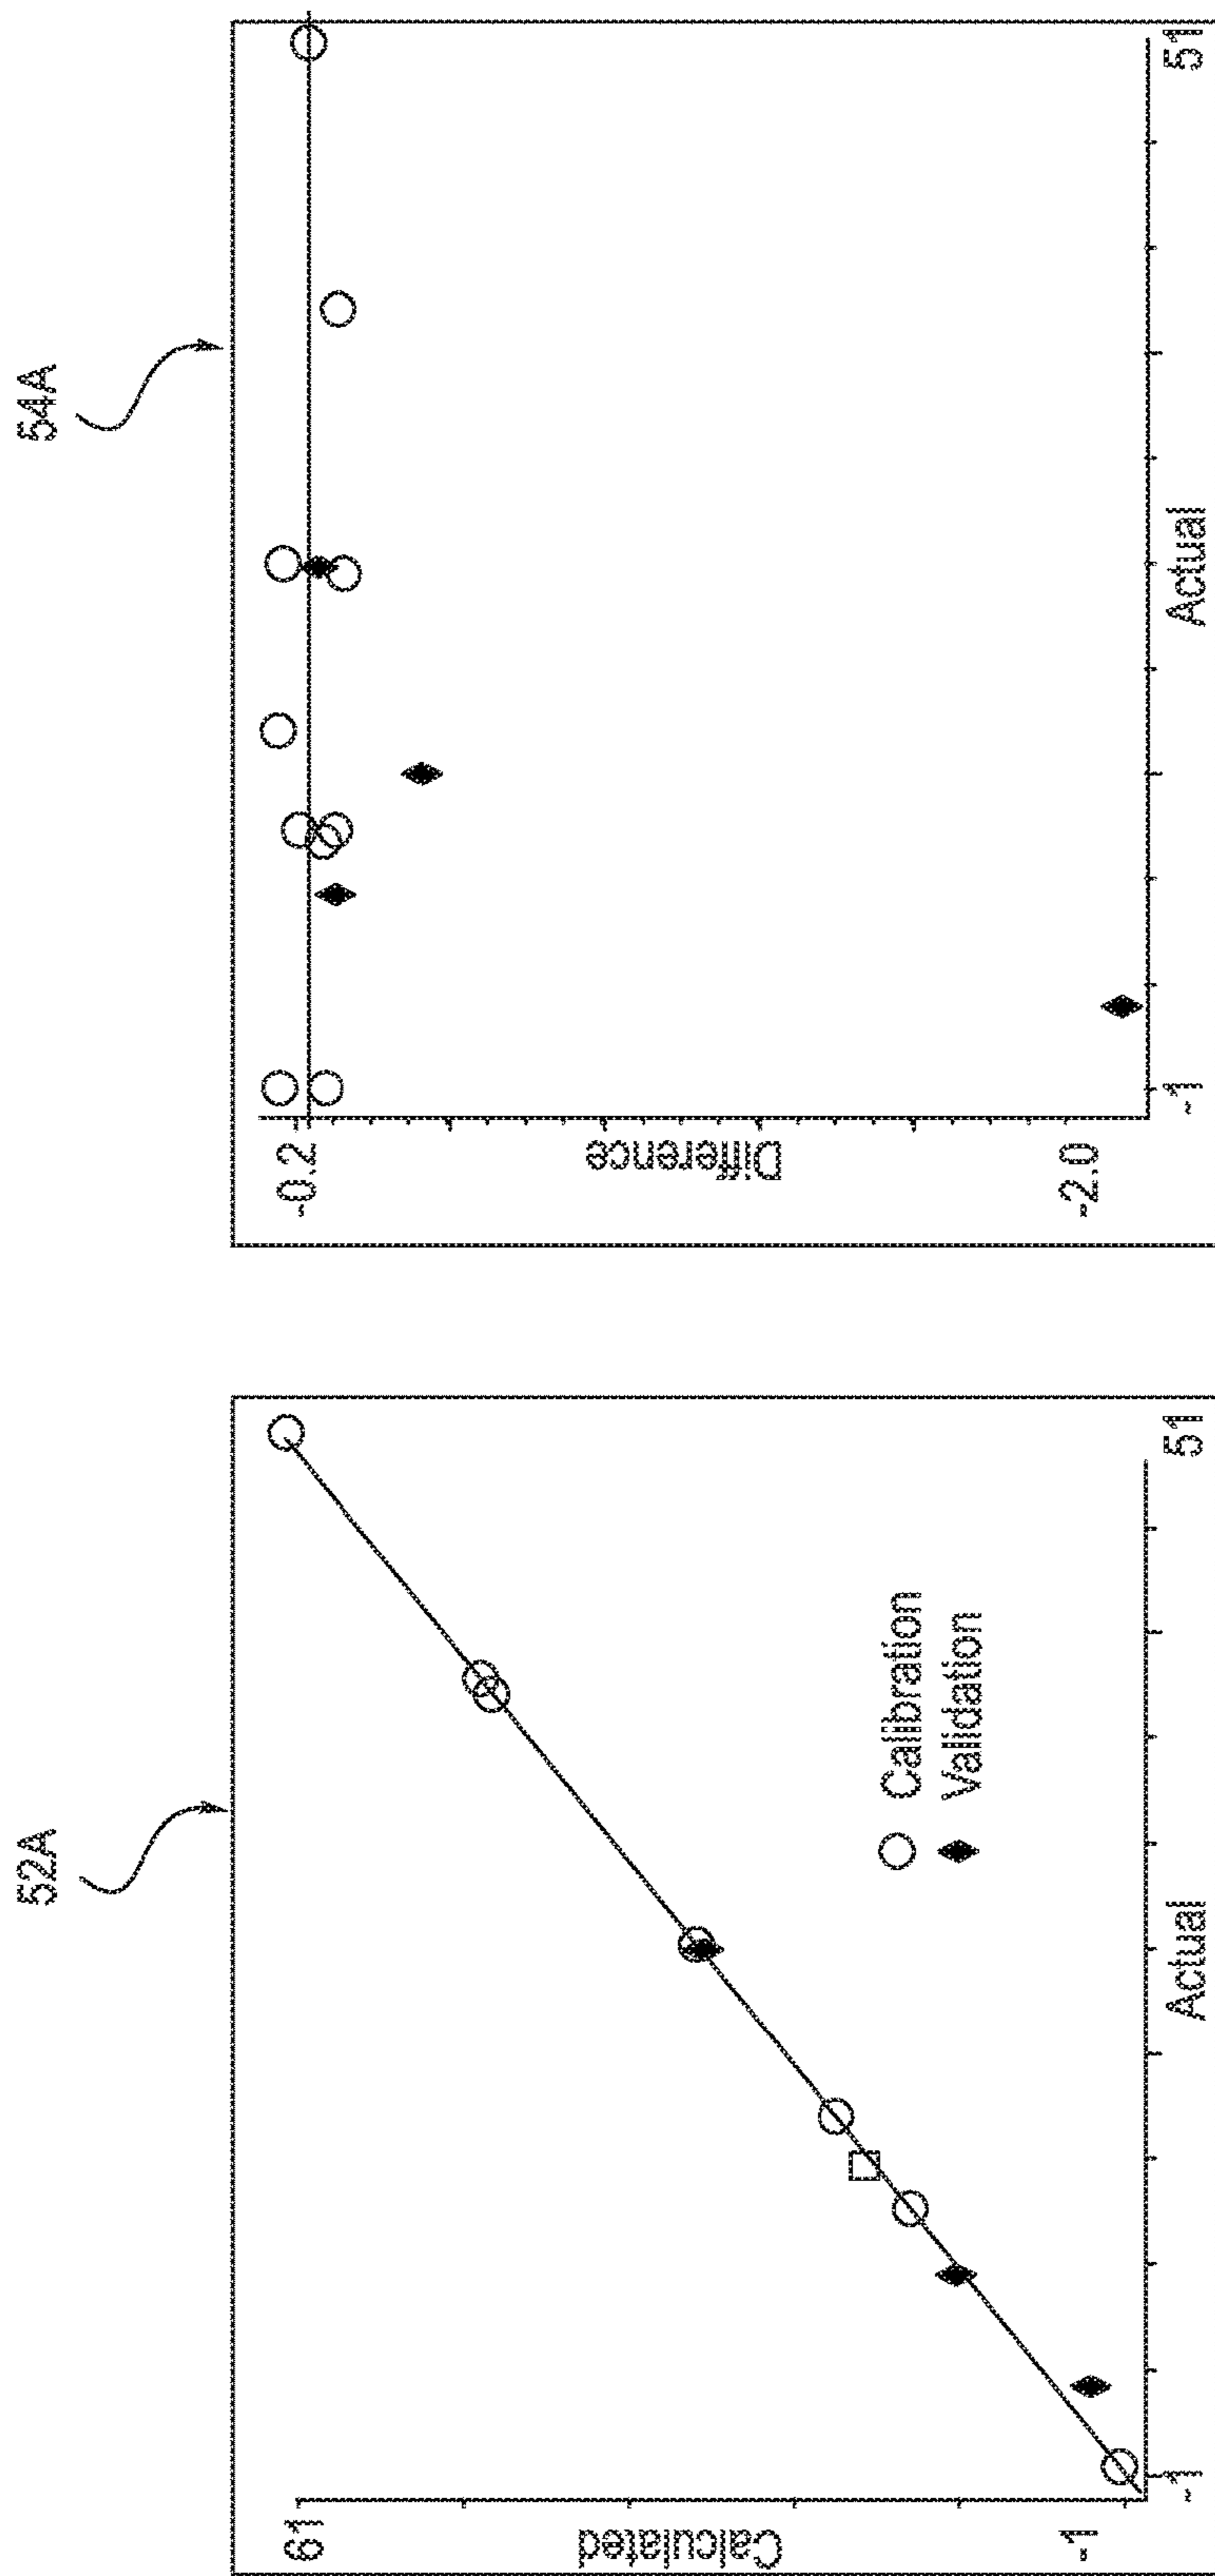 52A
61
Calculated
-1
Calibration
Validation
-1
Actual
51
54A
-0.2
Difference
-2.0
-1
Actual
51